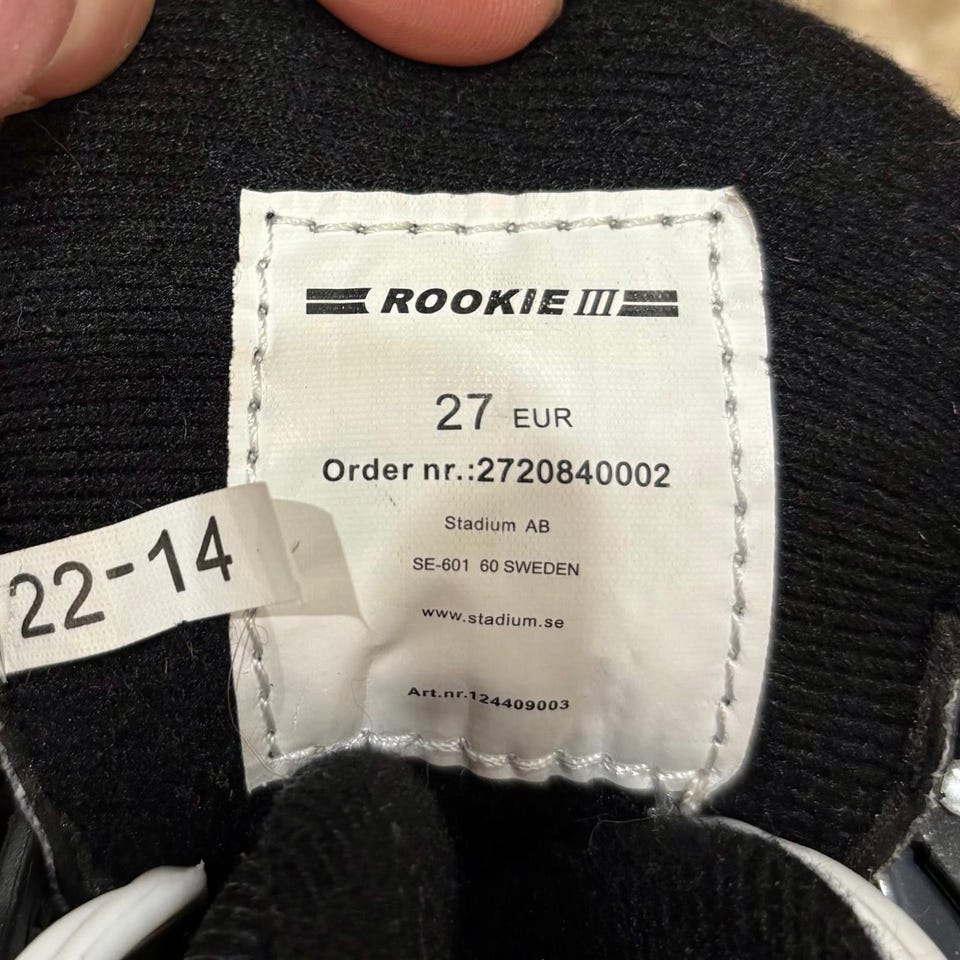 ROOKIE III
27 EUR
Order nr.:2720840002
Stadium AB
SE-601 60 SWEDEN
www.stadium.se
Art.nr.124409003
22-14